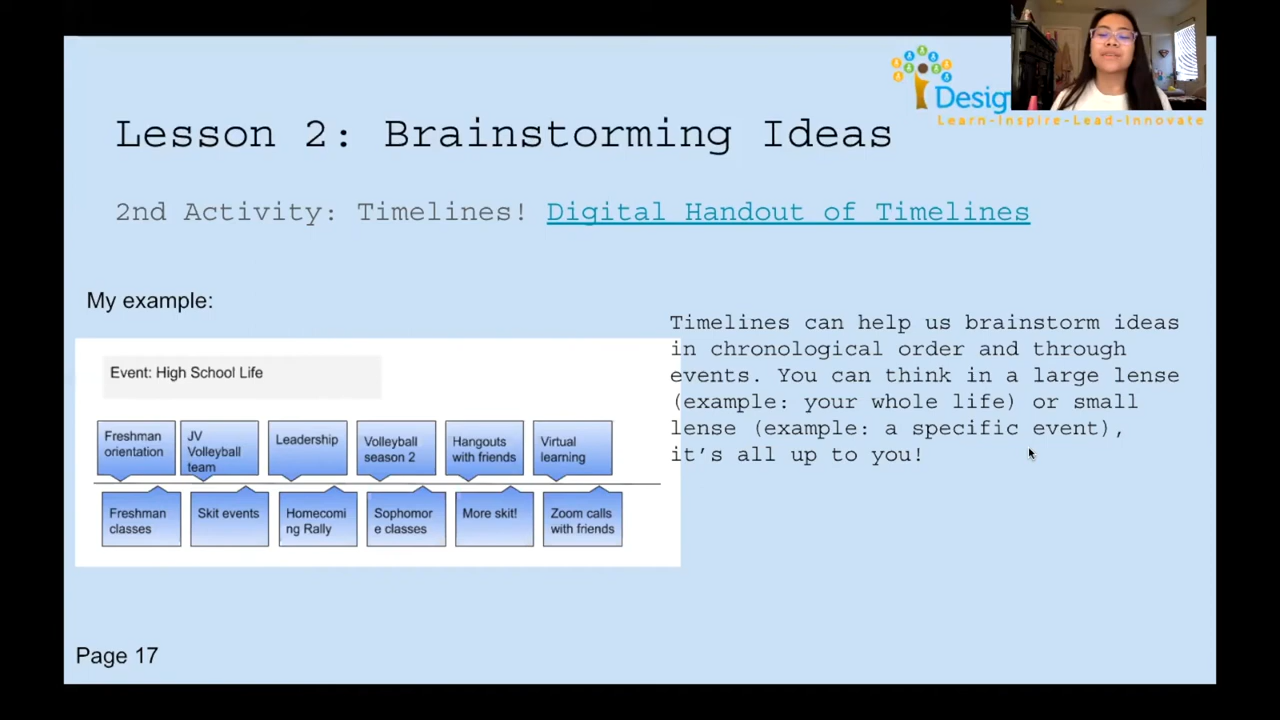 Desig
Learn-Inspire-Lead-Innovate
Lesson 2: Brainstorming Ideas
2nd Activity: Timelines! Digital Handout of Timelines
My example:
Event: High School Life
Freshman
orientation
JV
Volleyball
team
Leadership
Volleyball
season 2
Hangouts
with friends
Virtual
learning
Freshman
classes
Skit events
Homecomi
ng Rally
Sophomor
e classes
More skit!
Zoom calls
with friends
Timelines can help us brainstorm ideas
in chronological order and through
events. You can think in a large lense
(example: your whole life) or small
lense (example: a specific event),
it's all up to you!
Page 17